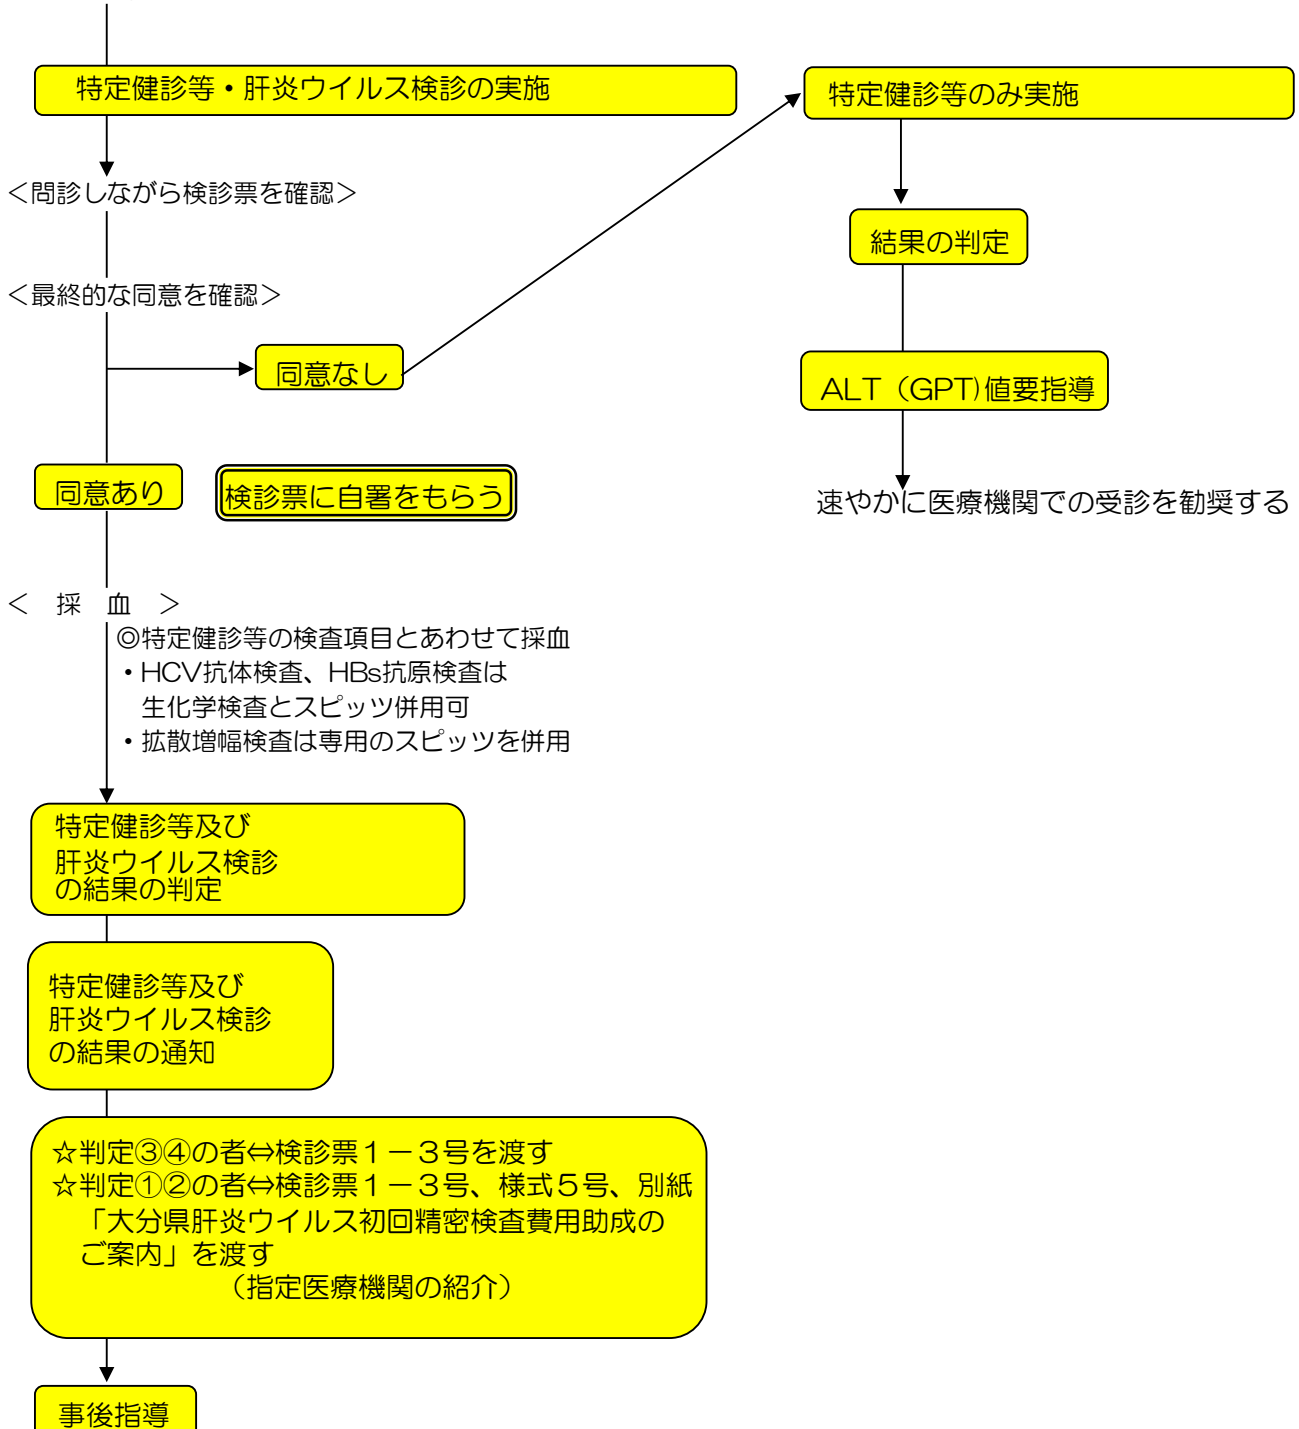 特定健診等・肝炎ウイルス検診の実施
特定健診等のみ実施
＜問診しながら検診票を確認＞
結果の判定
＜最終的な同意を確認＞
同意なし
ALT（GPT)値要指導
同意あり
検診票に自署をもらう
速やかに医療機関での受診を勧奨する
＜　採　血　＞
◎特定健診等の検査項目とあわせて採血
・HCV抗体検査、HBs抗原検査は
生化学検査とスピッツ併用可
・拡散増幅検査は専用のスピッツを併用
特定健診等及び
肝炎ウイルス検診
の結果の判定
特定健診等及び
肝炎ウイルス検診
の結果の通知
☆判定③④の者⇔検診票１－３号を渡す
☆判定①②の者⇔検診票１－３号、様式５号、別紙
「大分県肝炎ウイルス初回精密検査費用助成の
ご案内」を渡す
（指定医療機関の紹介）
事後指導